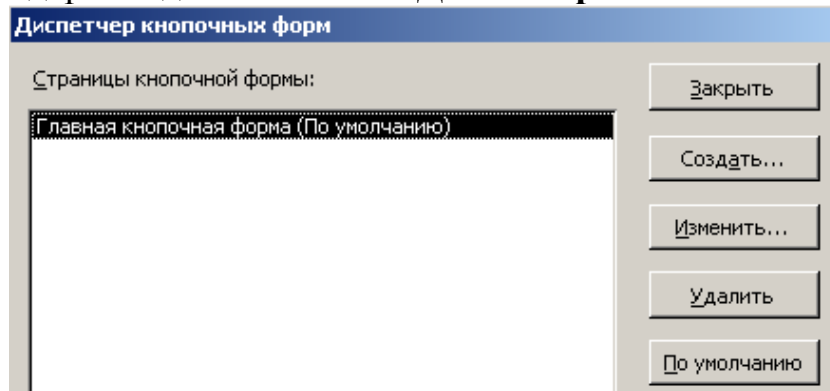 Диспетчер кнопочных форм
Страницы кнопочной формы:
Закрыть
Главная кнопочная форма (По умолчанию)
Создать...
Изменить...
Удалить
По умолчанию